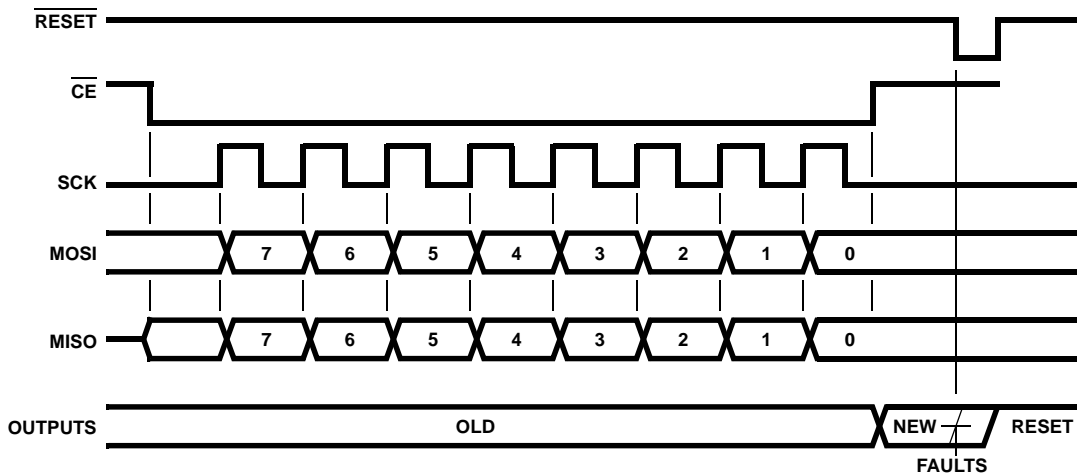 RESET
CE
SCK
MOSI 7 6 5 4 3 2 1 0
MISO 7 6 5 4 3 2 1 0
OUTPUTS OLD NEW RESET
FAULTS